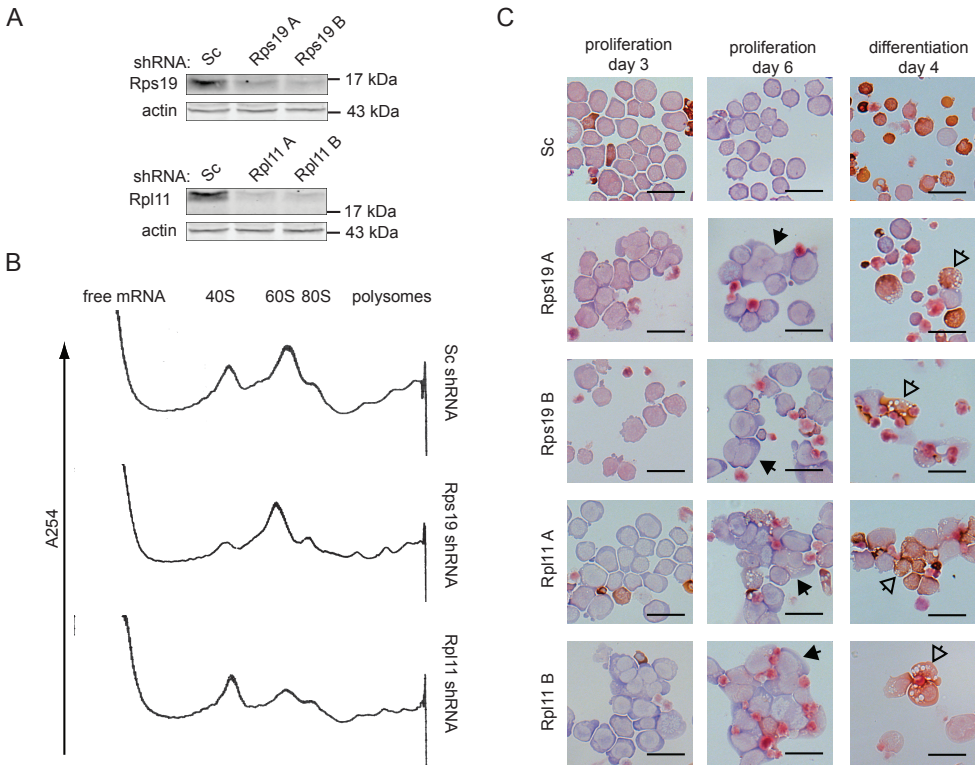 A
shRNA: Sc Rps19 A Rps19 B
Rps19 17 kDa
actin 43 kDa
shRNA: Sc Rpl11 A Rpl11 B
Rpl11 17 kDa
actin 43 kDa
B
free mRNA 40S 60S 80S polysomes
A254
Sc shRNA
Rps19 shRNA
Rpl11 shRNA
C
proliferation day 3
proliferation day 6
differentiation day 4
Sc
Rps19 A
Rps19 B
Rpl11 A
Rpl11 B